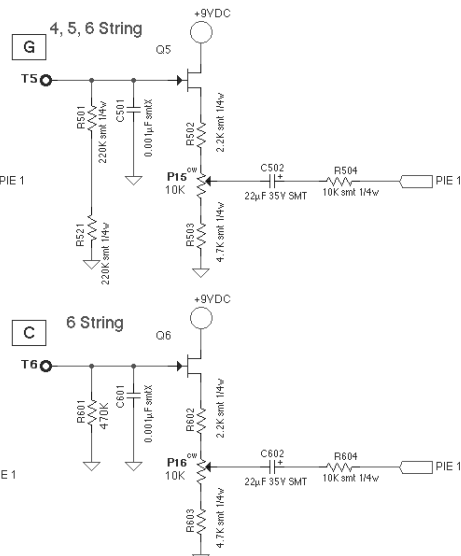 +9VDC
G
4, 5, 6 String
Q5
T5
R501
220K smt 1/4w
C501
0.001µF smtX
R502
2.2K smt 1/4w
PIE 1
P15 cw
10K
C502
+
22µF 35V SMT
R504
10K smt 1/4w
PIE 1
R521
220K smt 1/4w
R503
4.7K smt 1/4w
+9VDC
C
6 String
Q6
T6
R601
470K
C601
0.001µF smtX
R602
2.2K smt 1/4w
E 1
P16 cw
10K
C602
+
22µF 35V SMT
R604
10K smt 1/4w
PIE 1
R603
4.7K smt 1/4w